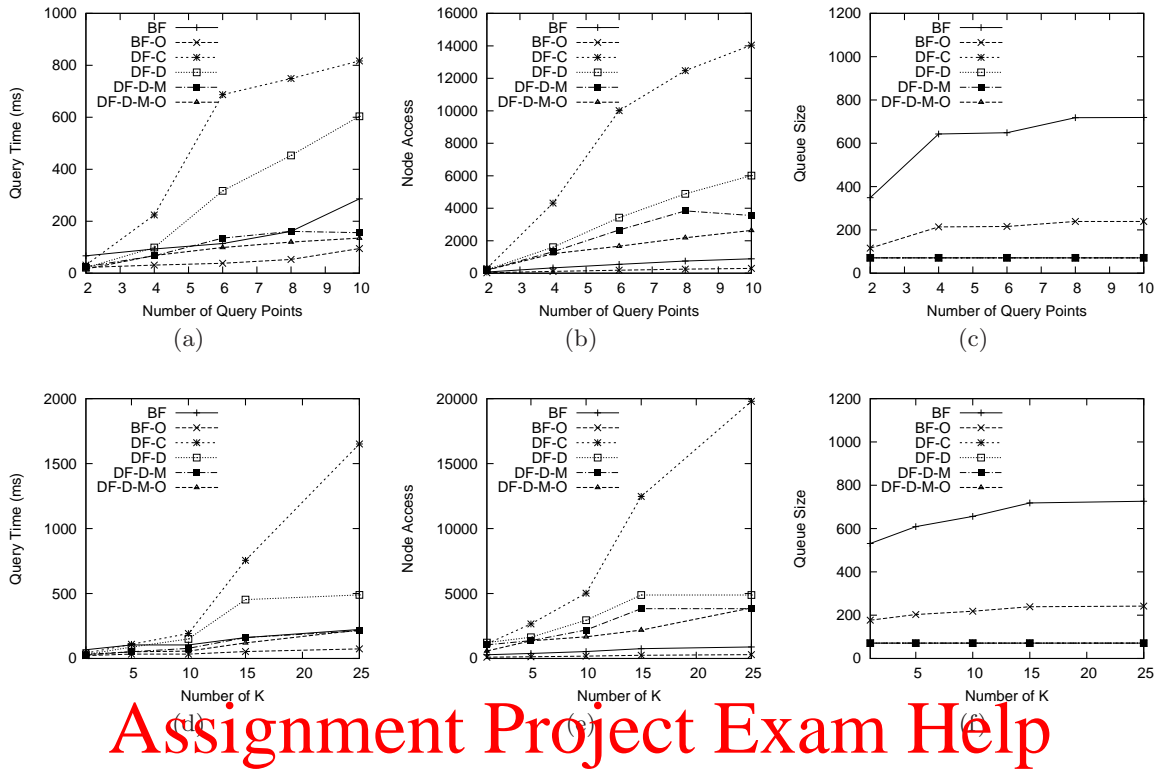 1000
800
600
400
200
0
Query Time (ms)
BF
BF-O
DF-C
DF-D
DF-D-M
DF-D-M-O
2 3 4 5 6 7 8 9 10
Number of Query Points
(a)
16000
14000
12000
10000
8000
6000
4000
2000
0
Node Access
BF
BF-O
DF-C
DF-D
DF-D-M
DF-D-M-O
2 3 4 5 6 7 8 9 10
Number of Query Points
(b)
1200
1000
800
600
400
200
0
Queue Size
BF
BF-O
DF-C
DF-D
DF-D-M
DF-D-M-O
2 3 4 5 6 7 8 9 10
Number of Query Points
(c)
2000
1500
1000
500
0
Query Time (ms)
BF
BF-O
DF-C
DF-D
DF-D-M
DF-D-M-O
5 10 15 20 25
Number of K
(d)
20000
15000
10000
5000
0
Node Access
BF
BF-O
DF-C
DF-D
DF-D-M
DF-D-M-O
5 10 15 20 25
Number of K
(e)
1200
1000
800
600
400
200
0
Queue Size
BF
BF-O
DF-C
DF-D
DF-D-M
DF-D-M-O
5 10 15 20 25
Number of K
(f)
Assignment Project Exam Help